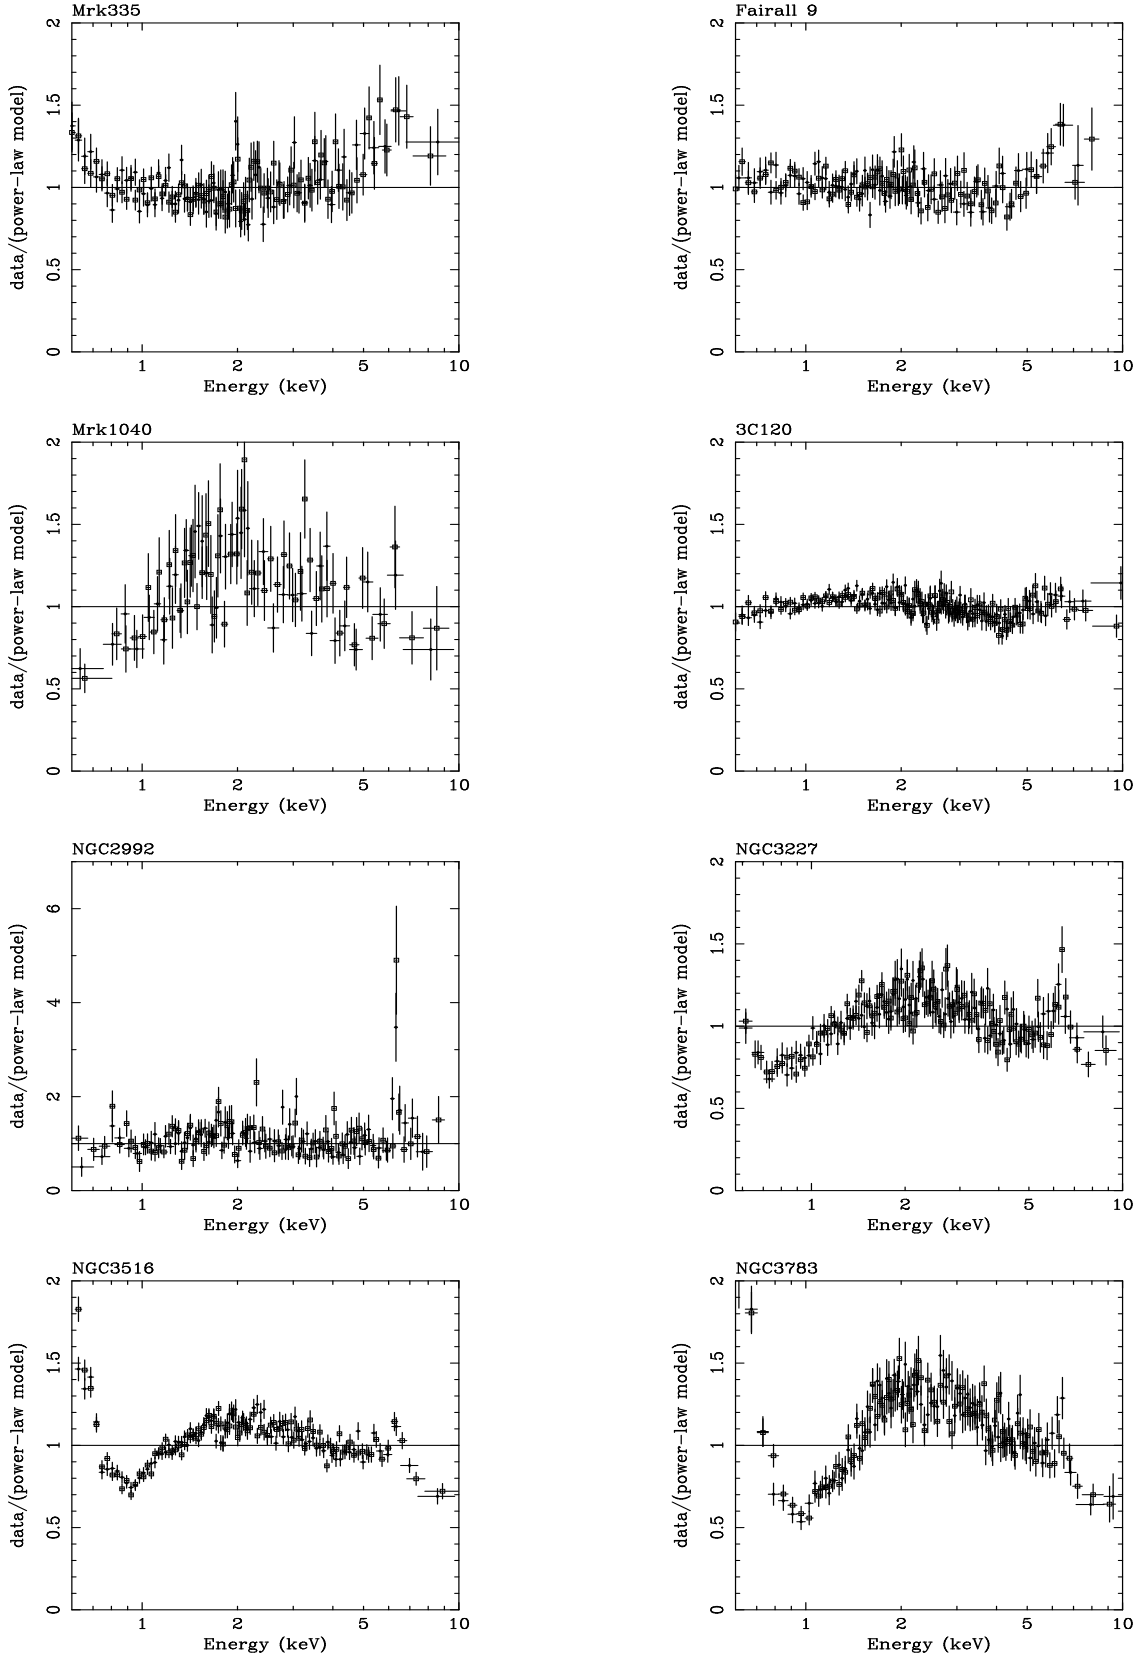 Mrk335
Fairall 9
data/(power-law model)
0 0.5 1 1.5 2
1 2 5 10
Energy (keV)
data/(power-law model)
0 0.5 1 1.5 2
1 2 5 10
Energy (keV)
Mrk1040
3C120
data/(power-law model)
0 0.5 1 1.5 2
1 2 5 10
Energy (keV)
data/(power-law model)
0 0.5 1 1.5 2
1 2 5 10
Energy (keV)
NGC2992
NGC3227
data/(power-law model)
0 2 4 6
1 2 5 10
Energy (keV)
data/(power-law model)
0 0.5 1 1.5 2
1 2 5 10
Energy (keV)
NGC3516
NGC3783
data/(power-law model)
0 0.5 1 1.5 2
1 2 5 10
Energy (keV)
data/(power-law model)
0 0.5 1 1.5 2
1 2 5 10
Energy (keV)